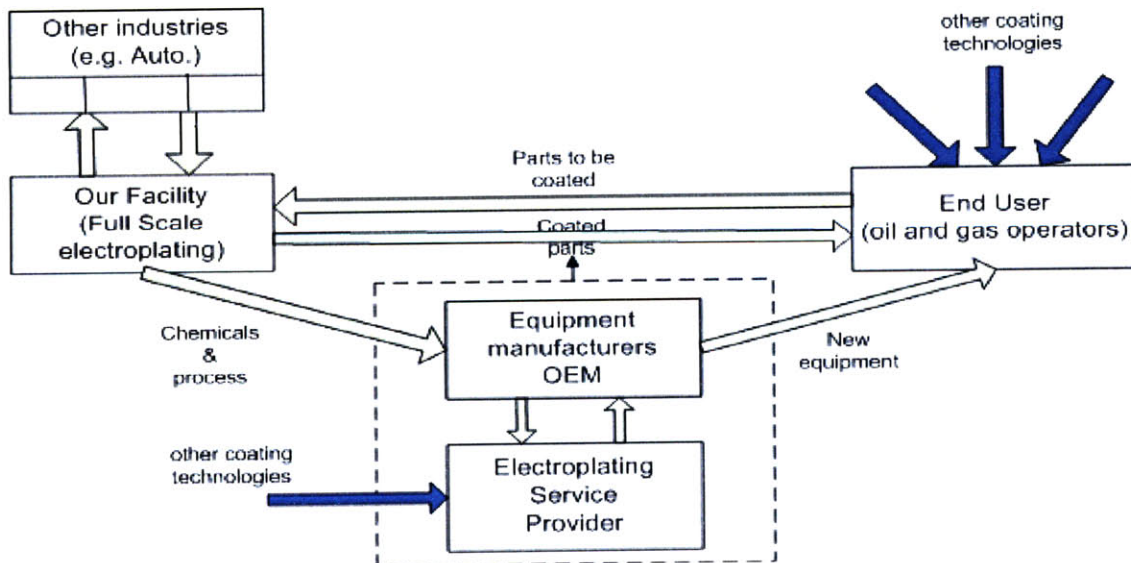 Other industries
(e.g. Auto.)
other coating
technologies
Our Facility
(Full Scale
electroplating)
Parts to be
coated
Coated
parts
End User
(oil and gas operators)
Chemicals
&
process
Equipment
manufacturers
OEM
New
equipment
other coating
technologies
Electroplating
Service
Provider